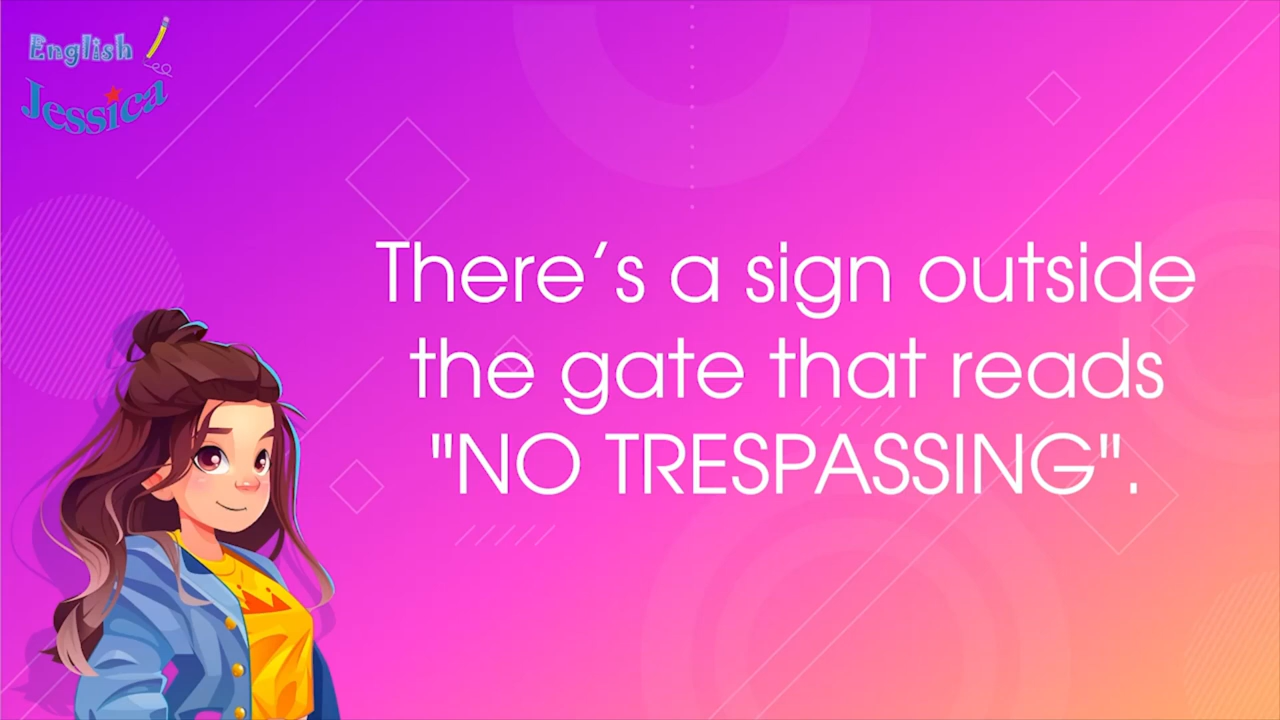 English
Jessica
There's a sign outside
the gate that reads
"NO TRESPASSING".